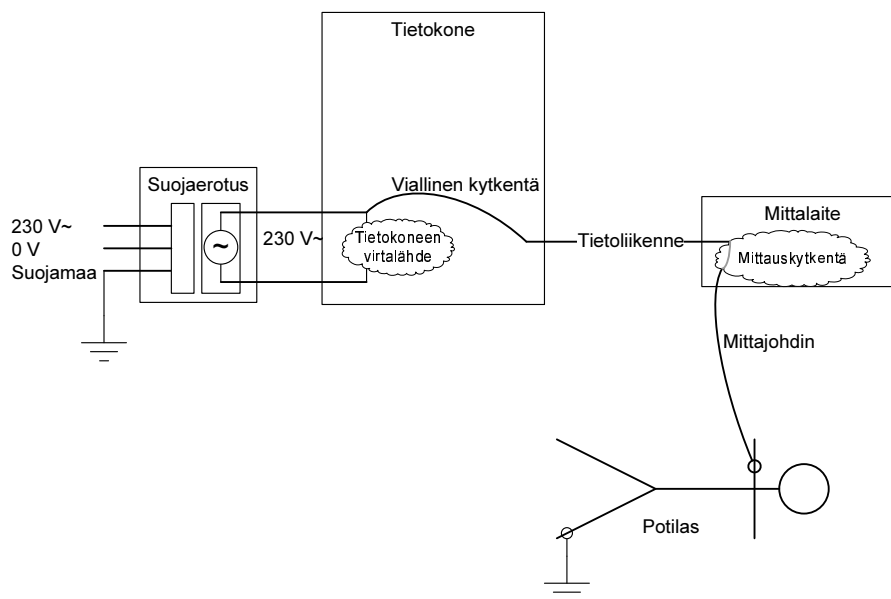 Tietokone
Suojaerotus
Viallinen kytkentä
230 V~
0 V
Suojamaa
~
230 V~
Tietokoneen
virtalähde
Tietoliikenne
Mittalaite
Mittauskytkentä
Mittajohdin
Potilas